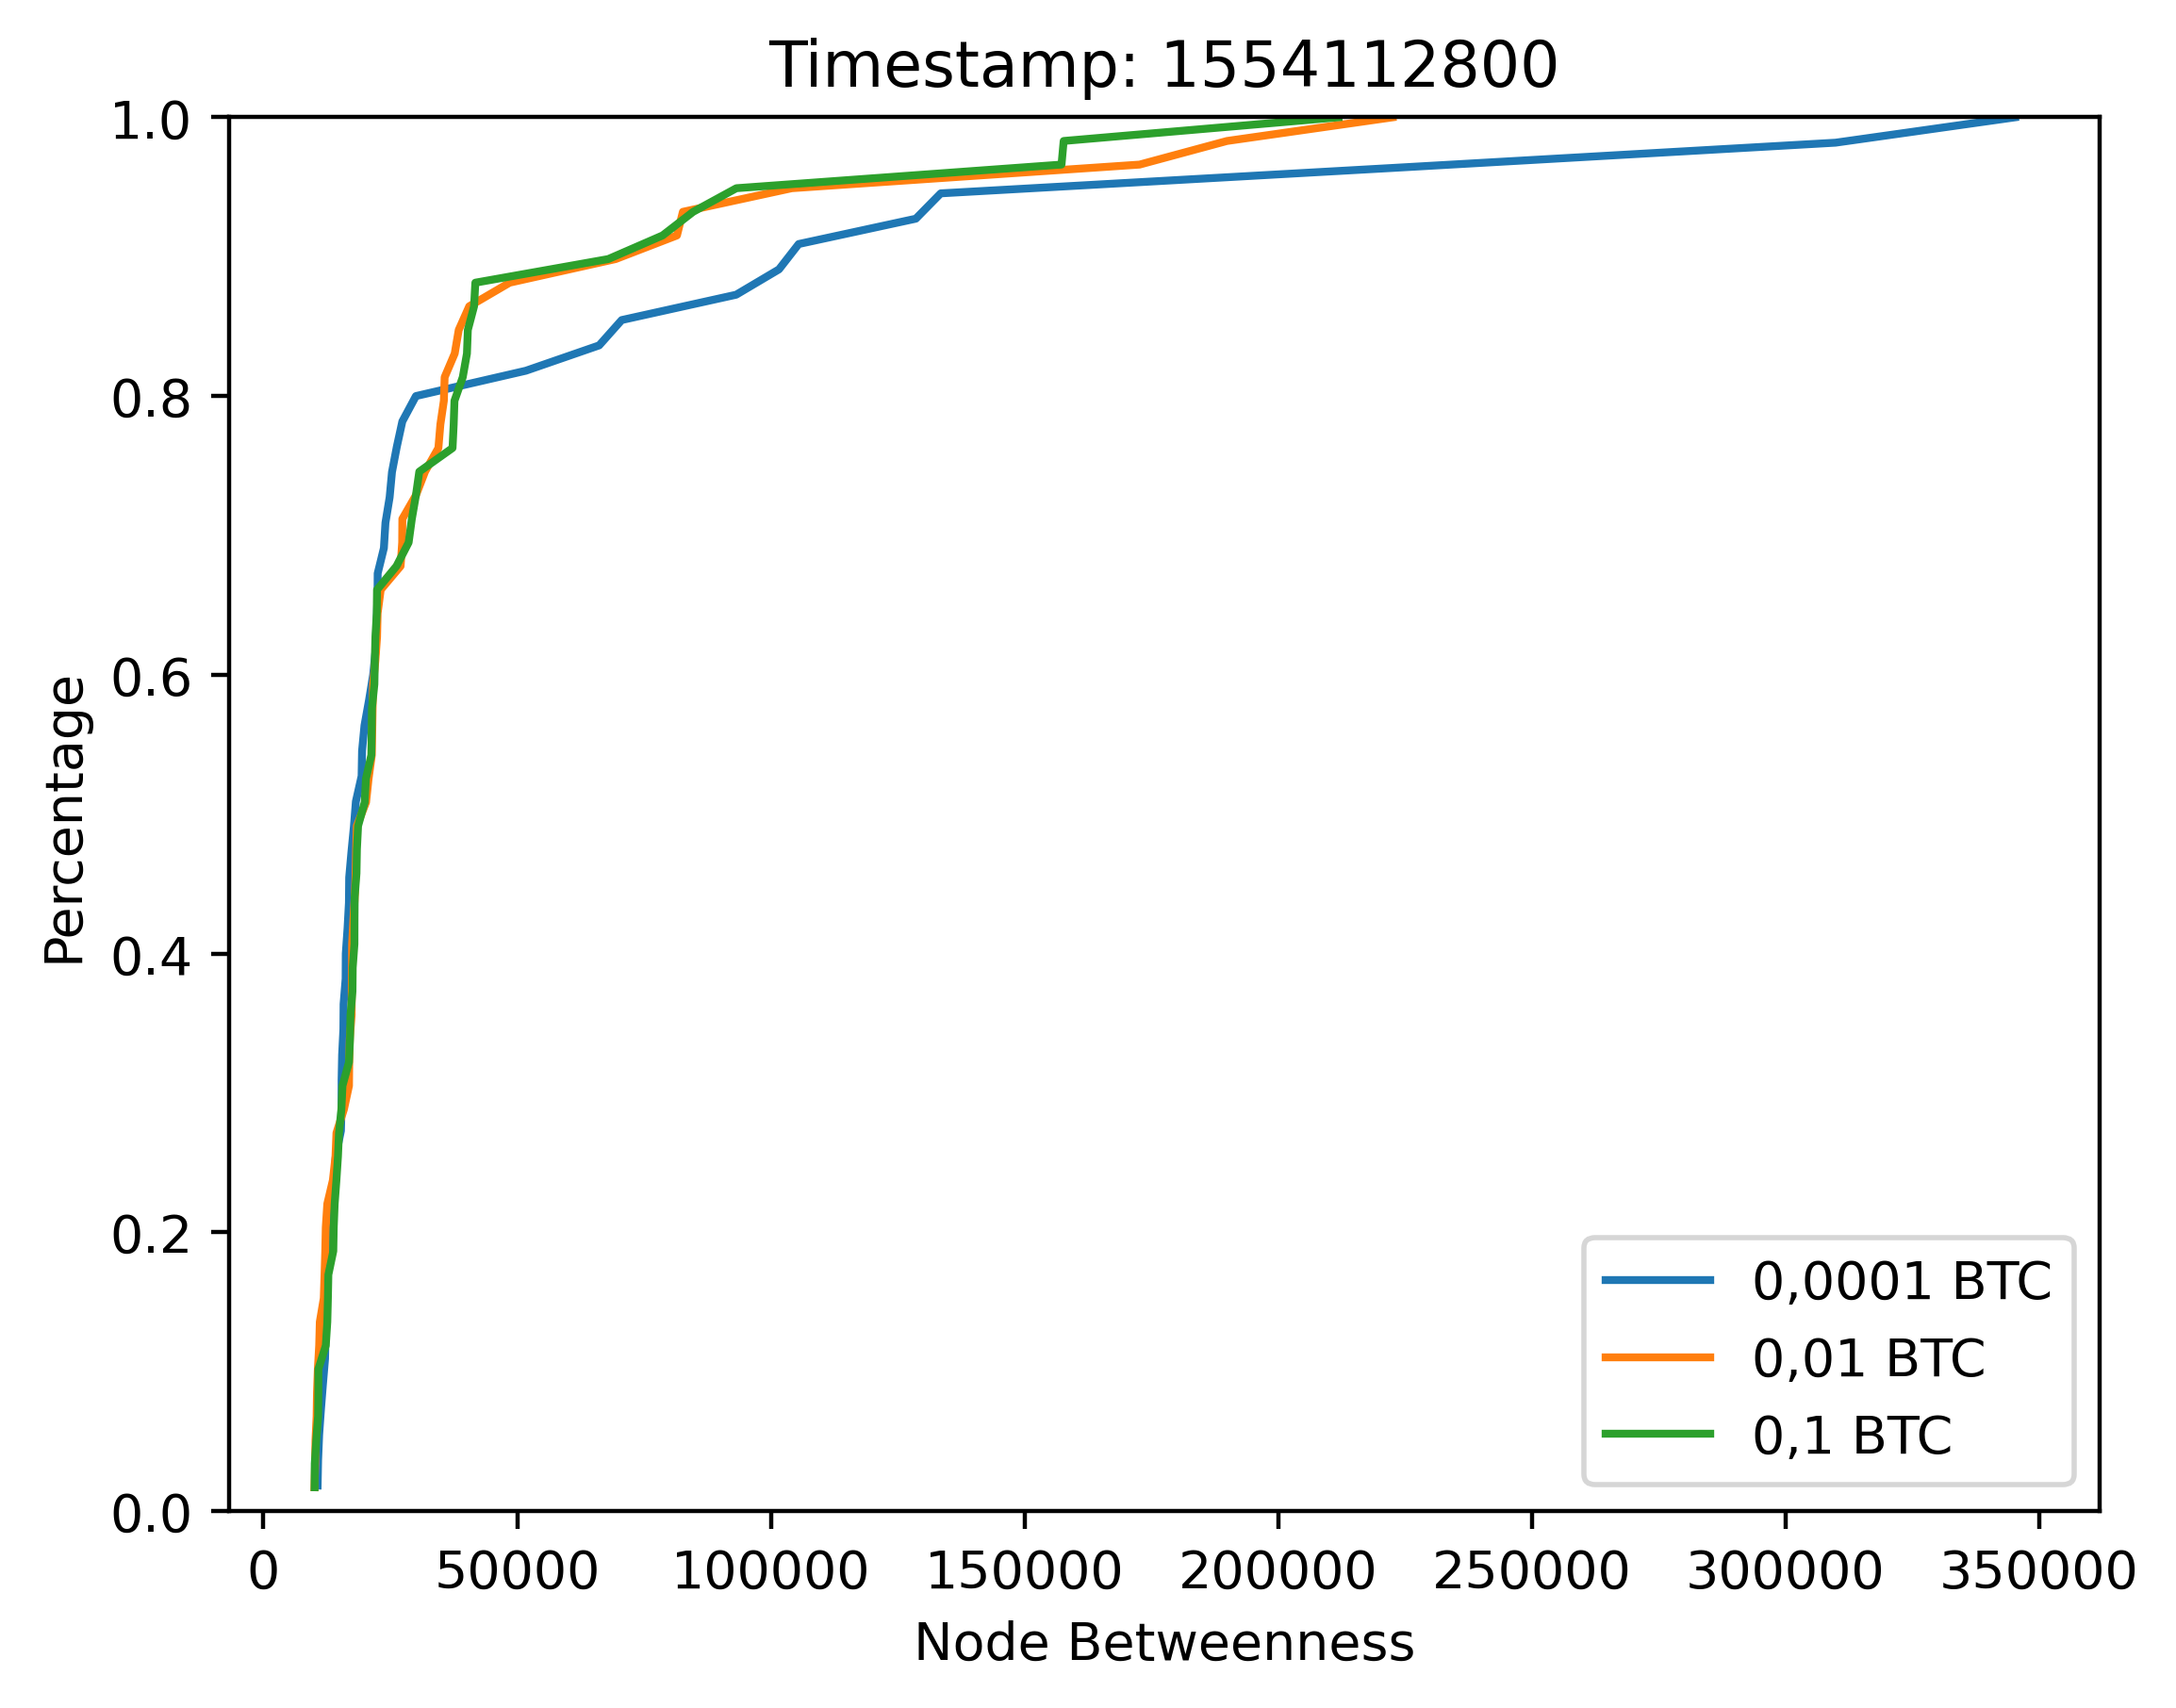 Timestamp: 1554112800
1.0
0.8
0.6
0.4
0.2
0.0
Percentage
0,0001 BTC
0,01 BTC
0,1 BTC
0 50000 100000 150000 200000 250000 300000 350000
Node Betweenness